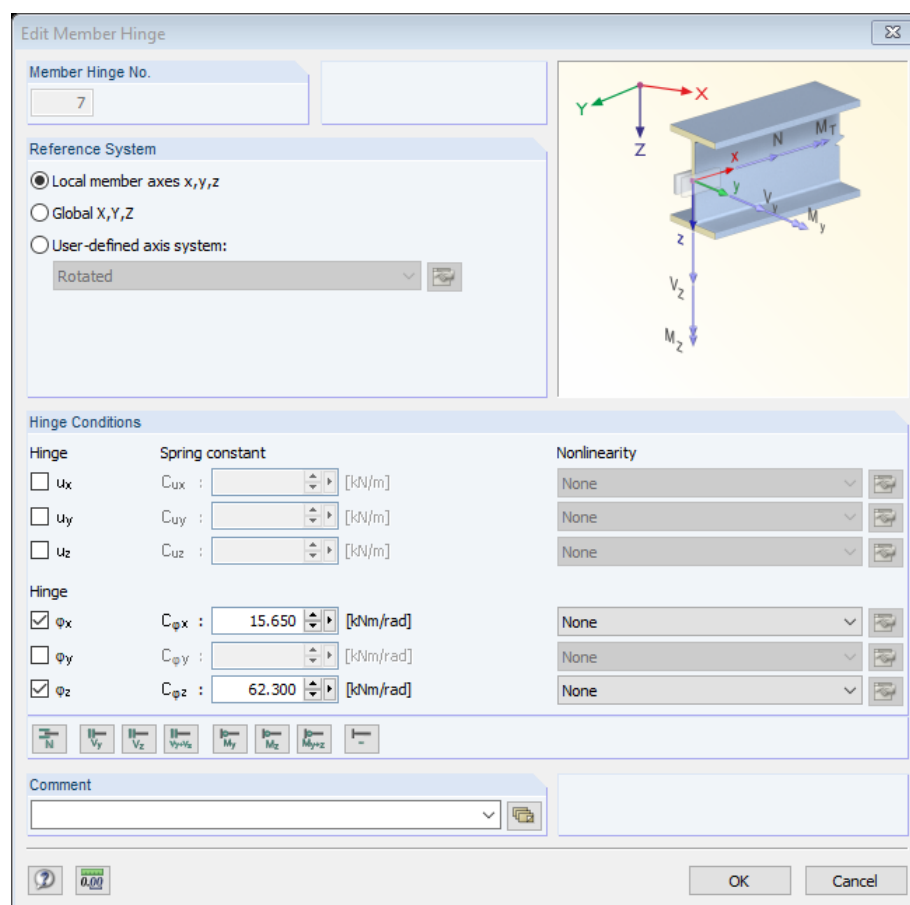 Edit Member Hinge
Member Hinge No.
7
Reference System
Local member axes x,y,z
Global X,Y,Z
User-defined axis system:
Rotated
X
Y
Z
N
MT
x
y
Vy
My
z
Vz
Mz
Hinge Conditions
Hinge Spring constant Nonlinearity
ux Cux : [kN/m] None
uy Cuy : [kN/m] None
uz Cuz : [kN/m] None
Hinge
φx Cφx : 15.650 [kNm/rad] None
φy Cφy : [kNm/rad] None
φz Cφz : 62.300 [kNm/rad] None
N Vy Vz Vy+Vz My Mz My+z -
Comment
0.00 OK Cancel